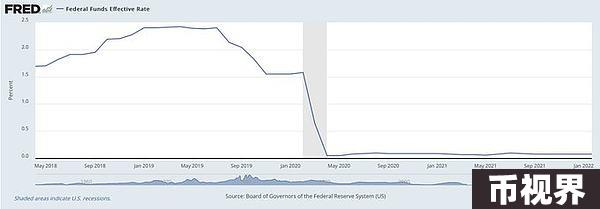 FRED
— Federal Funds Effective Rate
2.5
2.0
1.5
1.0
0.5
0.0
Percent
May 2018 Sep 2018 Jan 2019 May 2019 Sep 2019 Jan 2020 May 2020 Sep 2020 Jan 2021 May 2021 Sep 2021 Jan 2022
Shaded areas indicate U.S. recessions.
Source: Board of Governors of the Federal Reserve System (US)
币视界